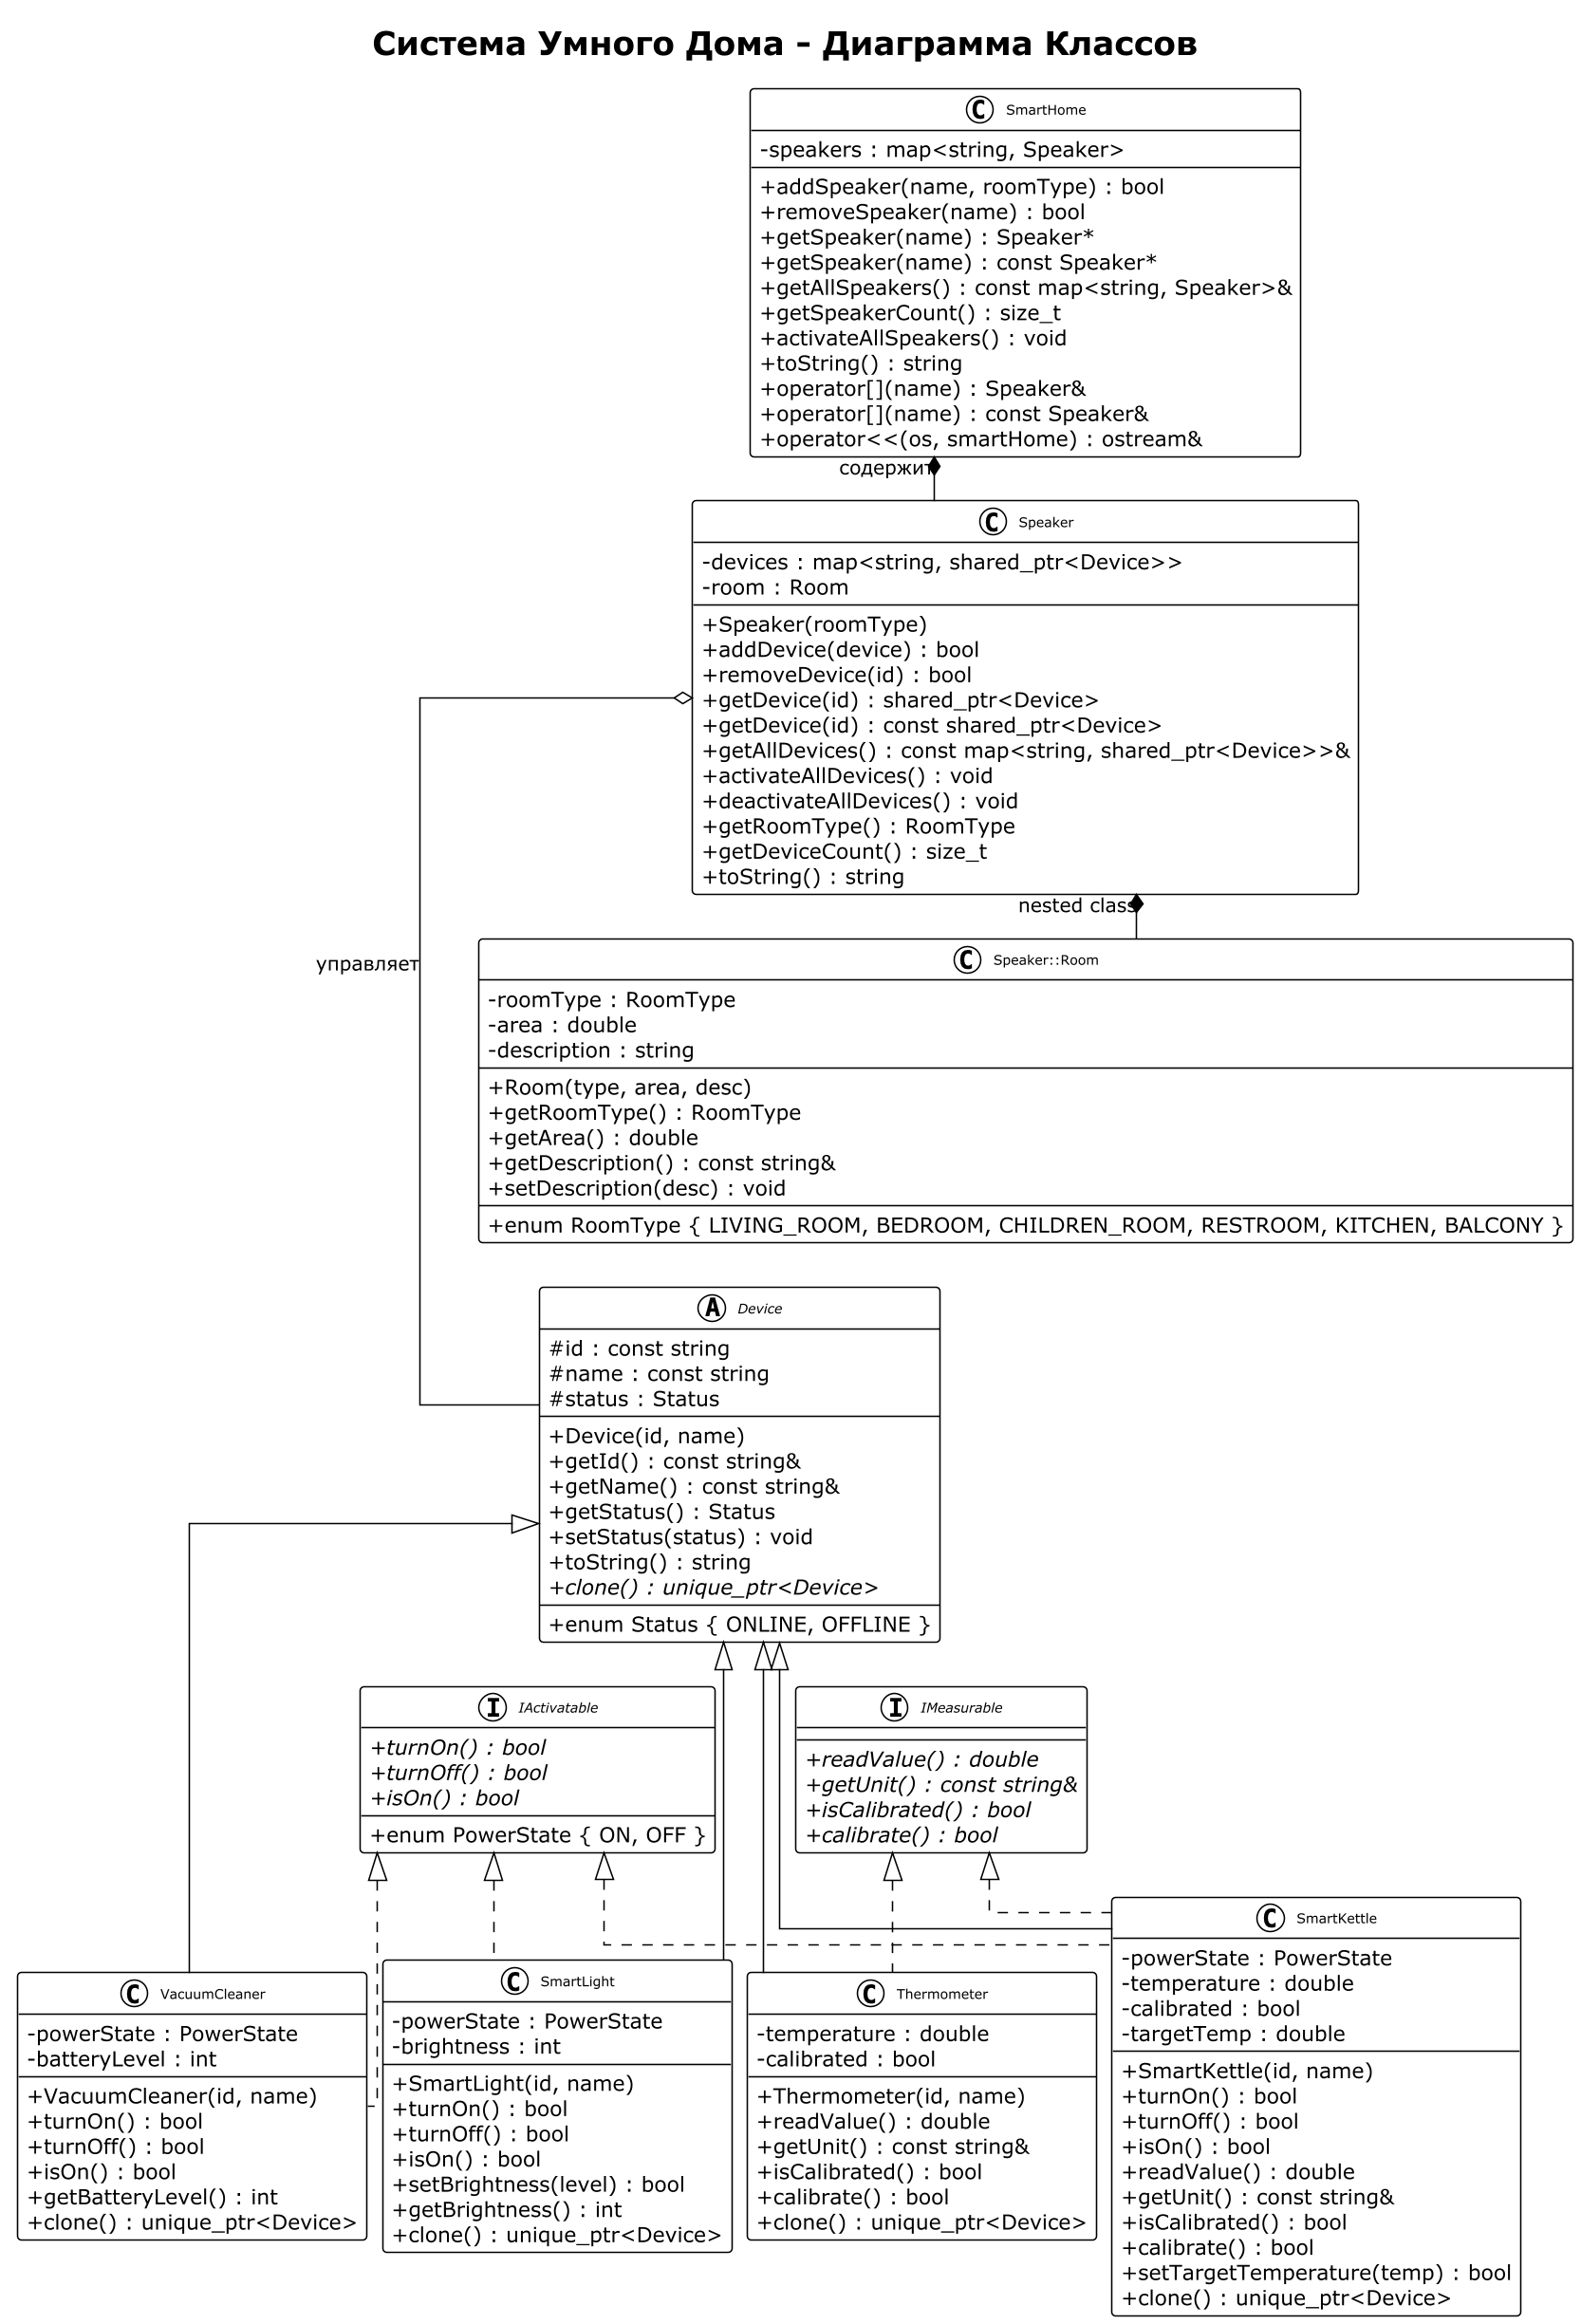 Система Умного Дома - Диаграмма Классов
C SmartHome
-speakers : map<string, Speaker>
+addSpeaker(name, roomType) : bool
+removeSpeaker(name) : bool
+getSpeaker(name) : Speaker*
+getSpeaker(name) : const Speaker*
+getAllSpeakers() : const map<string, Speaker>&
+getSpeakerCount() : size_t
+activateAllSpeakers() : void
+toString() : string
+operator[](name) : Speaker&
+operator[](name) : const Speaker&
+operator<<(os, smartHome) : ostream&
содержит
C Speaker
-devices : map<string, shared_ptr<Device>>
-room : Room
+Speaker(roomType)
+addDevice(device) : bool
+removeDevice(id) : bool
+getDevice(id) : shared_ptr<Device>
+getDevice(id) : const shared_ptr<Device>
+getAllDevices() : const map<string, shared_ptr<Device>>&
+activateAllDevices() : void
+deactivateAllDevices() : void
+getRoomType() : RoomType
+getDeviceCount() : size_t
+toString() : string
nested class
управляет
C Speaker::Room
-roomType : RoomType
-area : double
-description : string
+Room(type, area, desc)
+getRoomType() : RoomType
+getArea() : double
+getDescription() : const string&
+setDescription(desc) : void
+enum RoomType { LIVING_ROOM, BEDROOM, CHILDREN_ROOM, RESTROOM, KITCHEN, BALCONY }
A Device
#id : const string
#name : const string
#status : Status
+Device(id, name)
+getId() : const string&
+getName() : const string&
+getStatus() : Status
+setStatus(status) : void
+toString() : string
+clone() : unique_ptr<Device>
+enum Status { ONLINE, OFFLINE }
I IActivatable
+turnOn() : bool
+turnOff() : bool
+isOn() : bool
+enum PowerState { ON, OFF }
I IMeasurable
+readValue() : double
+getUnit() : const string&
+isCalibrated() : bool
+calibrate() : bool
C VacuumCleaner
-powerState : PowerState
-batteryLevel : int
+VacuumCleaner(id, name)
+turnOn() : bool
+turnOff() : bool
+isOn() : bool
+getBatteryLevel() : int
+clone() : unique_ptr<Device>
C SmartLight
-powerState : PowerState
-brightness : int
+SmartLight(id, name)
+turnOn() : bool
+turnOff() : bool
+isOn() : bool
+setBrightness(level) : bool
+getBrightness() : int
+clone() : unique_ptr<Device>
C Thermometer
-temperature : double
-calibrated : bool
+Thermometer(id, name)
+readValue() : double
+getUnit() : const string&
+isCalibrated() : bool
+calibrate() : bool
+clone() : unique_ptr<Device>
C SmartKettle
-powerState : PowerState
-temperature : double
-calibrated : bool
-targetTemp : double
+SmartKettle(id, name)
+turnOn() : bool
+turnOff() : bool
+isOn() : bool
+readValue() : double
+getUnit() : const string&
+isCalibrated() : bool
+calibrate() : bool
+setTargetTemperature(temp) : bool
+clone() : unique_ptr<Device>